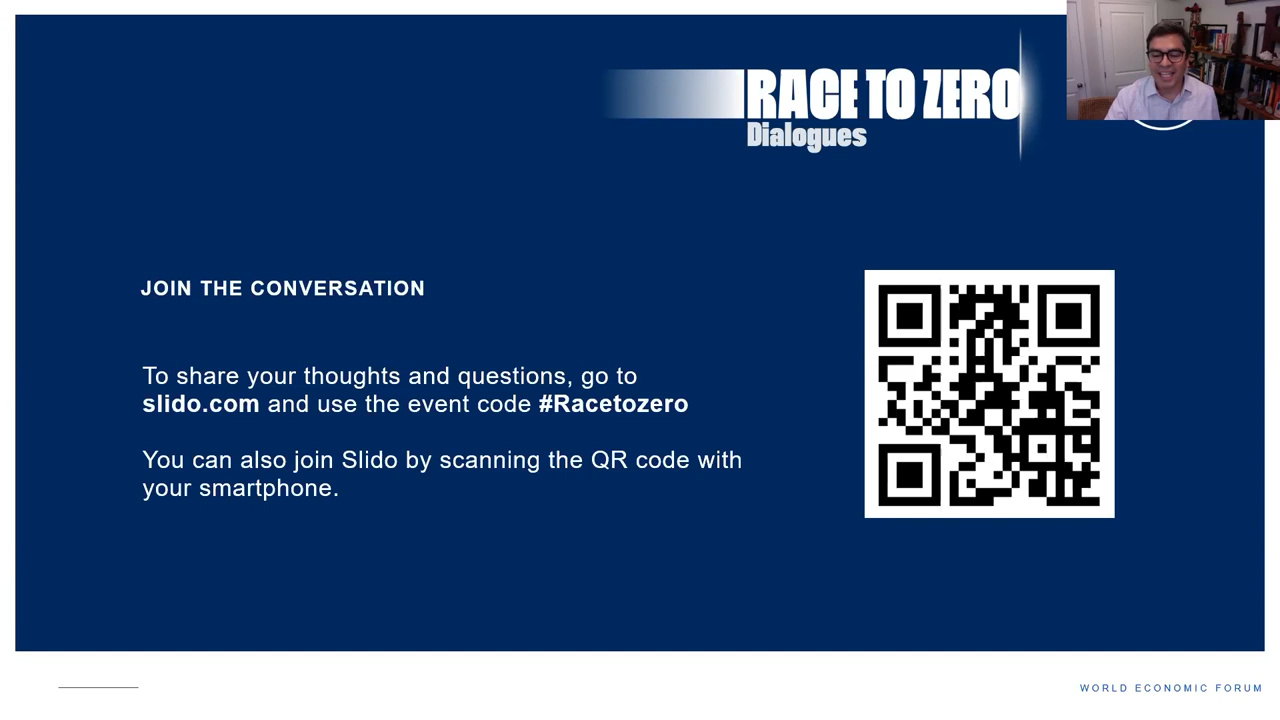 RACE TO ZERO
Dialogues
JOIN THE CONVERSATION
To share your thoughts and questions, go to
slido.com and use the event code #Racetozero
You can also join Slido by scanning the QR code with
your smartphone.
WORLD ECONOMIC FORUM